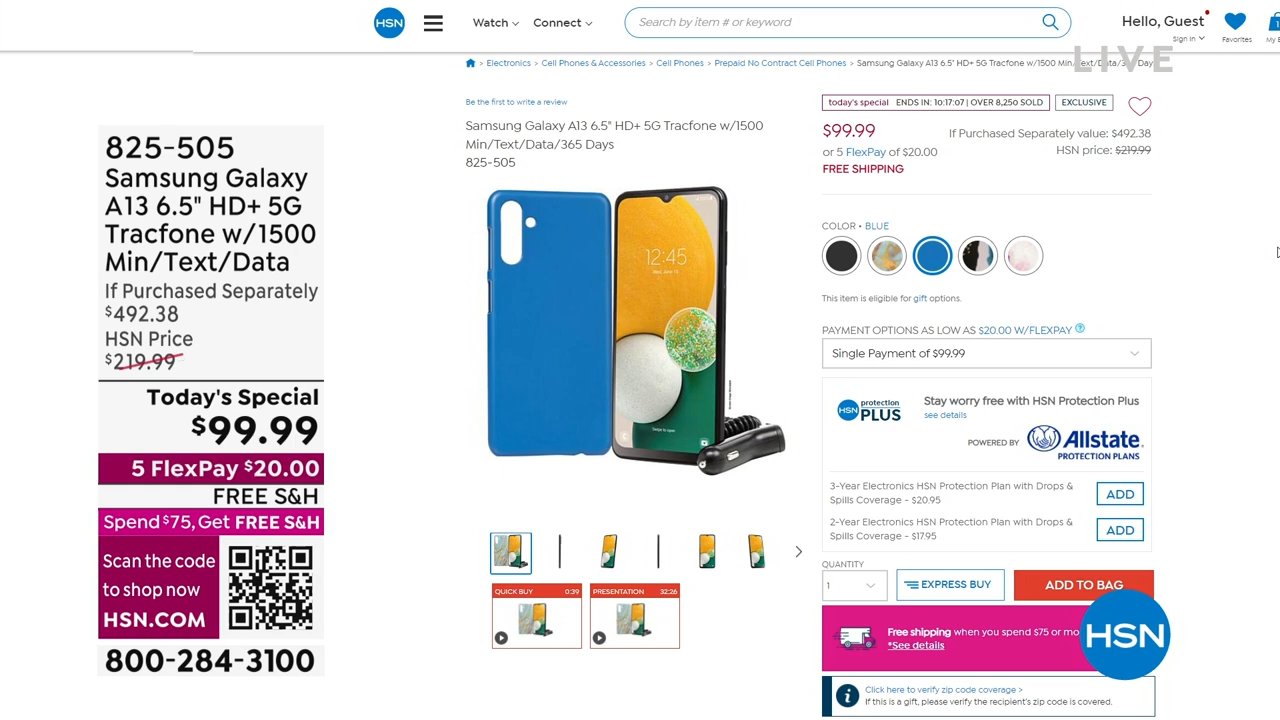 HSN
Watch
Connect
Search by item # or keyword
Hello, Guest
Sign In
Favorites
LIVE
> Electronics > Cell Phones & Accessories > Cell Phones > Prepaid No Contract Cell Phones > Samsung Galaxy A13 6.5" HD+ 5G Tracfone w/1500 Min/Text/Data/365 Day
825-505
Samsung Galaxy
A13 6.5" HD+ 5G
Tracfone w/1500
Min/Text/Data
If Purchased Separately
$492.38
HSN Price
$219.99
Today's Special
$99.99
5 FlexPay $20.00
FREE S&H
Spend $75, Get FREE S&H
Scan the code
to shop now
HSN.COM
800-284-3100
Be the first to write a review
Samsung Galaxy A13 6.5" HD+ 5G Tracfone w/1500
Min/Text/Data/365 Days
825-505
12:45
Swipe to open
QUICK BUY 0:39
PRESENTATION 32:26
today's special ENDS IN: 10:17:07 | OVER 8,250 SOLD
EXCLUSIVE
$99.99
If Purchased Separately value: $492.38
or 5 FlexPay of $20.00
HSN price: $219.99
FREE SHIPPING
COLOR • BLUE
This item is eligible for gift options.
PAYMENT OPTIONS AS LOW AS $20.00 W/FLEXPAY ?
Single Payment of $99.99
HSN protection PLUS
Stay worry free with HSN Protection Plus
see details
POWERED BY Allstate
PROTECTION PLANS
3-Year Electronics HSN Protection Plan with Drops &
Spills Coverage - $20.95
ADD
2-Year Electronics HSN Protection Plan with Drops &
Spills Coverage - $17.95
ADD
QUANTITY
1
EXPRESS BUY
ADD TO BAG
Free shipping when you spend $75 or mo
*See details
HSN
Click here to verify zip code coverage >
If this is a gift, please verify the recipient's zip code is covered.